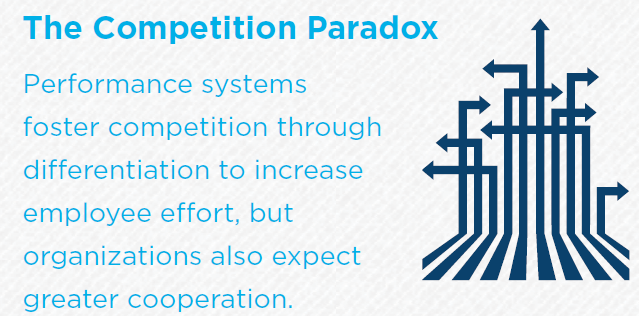 The Competition Paradox
Performance systems
foster competition through
differentiation to increase
employee effort, but
organizations also expect
greater cooperation.